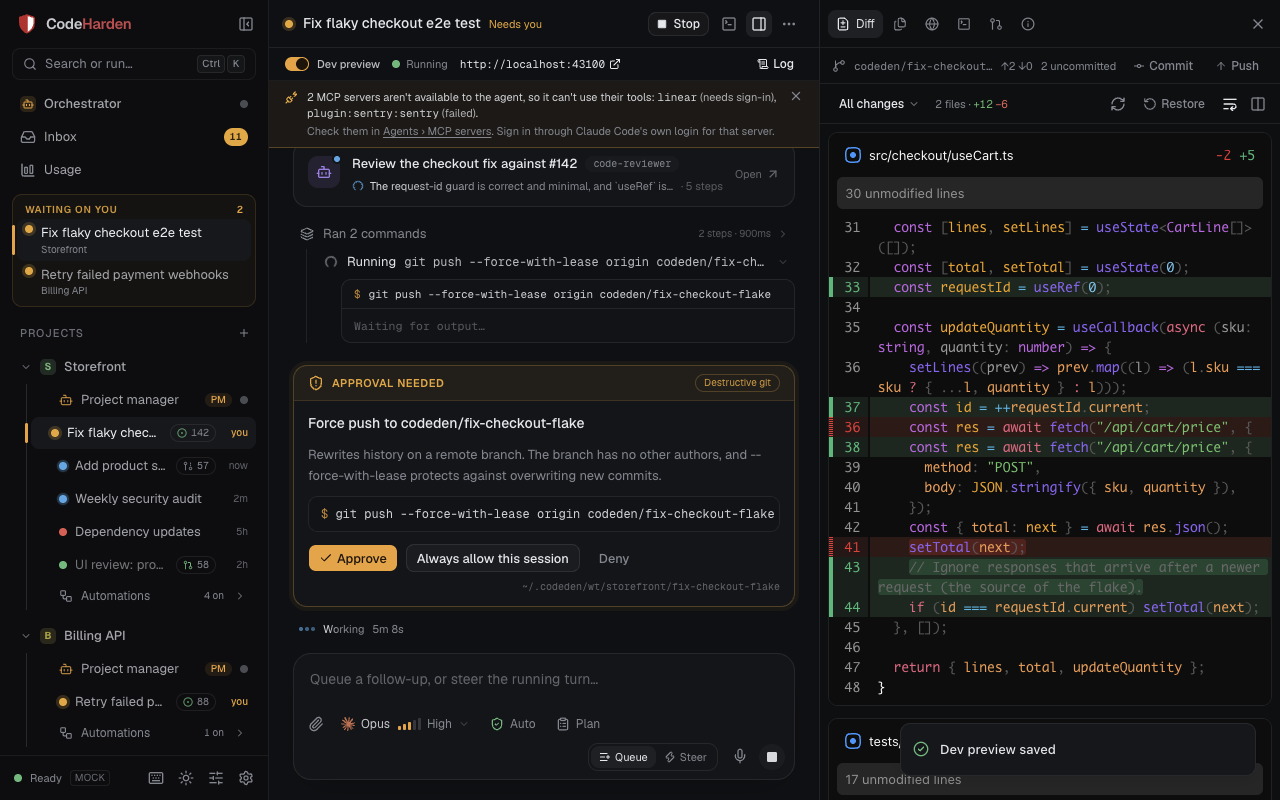 CodeHarden
Search or run…
Ctrl K
Orchestrator
Inbox
11
Usage
WAITING ON YOU
2
Fix flaky checkout e2e test
Storefront
Retry failed payment webhooks
Billing API
PROJECTS
S Storefront
Project manager PM
Fix flaky chec… 142 you
Add product s… 57 now
Weekly security audit 2m
Dependency updates 5h
UI review: pro… 58 2h
Automations 4 on
B Billing API
Project manager PM
Retry failed p… 88 you
Automations 1 on
Ready MOCK
Fix flaky checkout e2e test Needs you
Stop
Dev preview Running http://localhost:43100
Log
2 MCP servers aren't available to the agent, so it can't use their tools: linear (needs sign-in),
plugin:sentry:sentry (failed).
Check them in Agents › MCP servers. Sign in through Claude Code's own login for that server.
Review the checkout fix against #142 code-reviewer
The request-id guard is correct and minimal, and `useRef` is… · 5 steps
Open
Ran 2 commands
2 steps · 900ms
Running git push --force-with-lease origin codeden/fix-ch…
$ git push --force-with-lease origin codeden/fix-checkout-flake
Waiting for output…
APPROVAL NEEDED
Destructive git
Force push to codeden/fix-checkout-flake
Rewrites history on a remote branch. The branch has no other authors, and --
force-with-lease protects against overwriting new commits.
$ git push --force-with-lease origin codeden/fix-checkout-flake
Approve
Always allow this session
Deny
~/.codeden/wt/storefront/fix-checkout-flake
Working 5m 8s
Queue a follow-up, or steer the running turn…
Opus High Auto Plan
Queue Steer
Diff
codeden/fix-checkout… ↑2 ↓0 2 uncommitted
Commit
Push
All changes
2 files · +12 −6
Restore
src/checkout/useCart.ts
-2 +5
30 unmodified lines
31 const [lines, setLines] = useState<CartLine[]>
([]);
32 const [total, setTotal] = useState(0);
33 const requestId = useRef(0);
34
35 const updateQuantity = useCallback(async (sku:
string, quantity: number) => {
36 setLines((prev) => prev.map((l) => (l.sku ===
sku ? { ...l, quantity } : l)));
37 const id = ++requestId.current;
36 const res = await fetch("/api/cart/price", {
38 const res = await fetch("/api/cart/price", {
39 method: "POST",
40 body: JSON.stringify({ sku, quantity }),
41 });
42 const { total: next } = await res.json();
41 setTotal(next);
43 // Ignore responses that arrive after a newer
request (the source of the flake).
44 if (id === requestId.current) setTotal(next);
45 }, []);
46
47 return { lines, total, updateQuantity };
48 }
tests/
17 unmodified lines
Dev preview saved